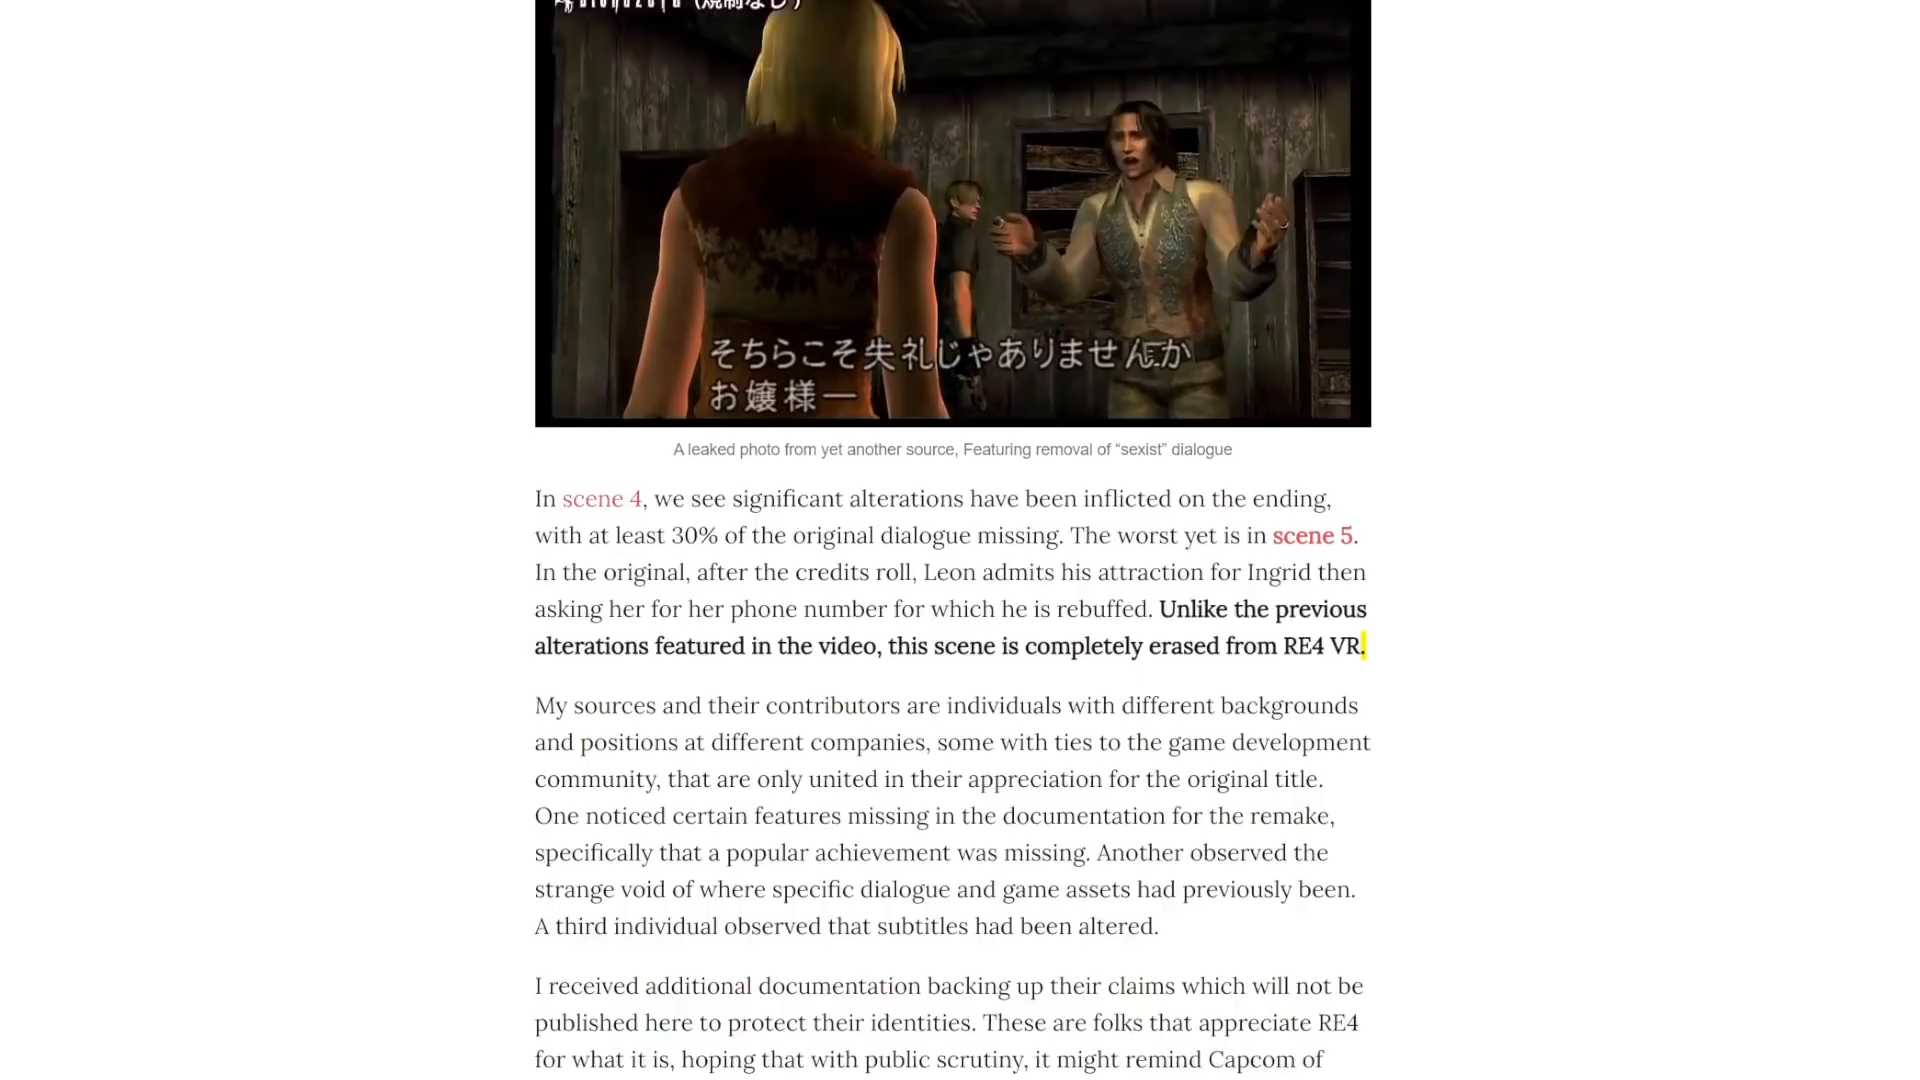 (規制なし)
そちらこそ失礼じゃありませんか
お嬢様―
A leaked photo from yet another source, Featuring removal of “sexist” dialogue
In scene 4, we see significant alterations have been inflicted on the ending,
with at least 30% of the original dialogue missing. The worst yet is in scene 5.
In the original, after the credits roll, Leon admits his attraction for Ingrid then
asking her for her phone number for which he is rebuffed. Unlike the previous
alterations featured in the video, this scene is completely erased from RE4 VR.
My sources and their contributors are individuals with different backgrounds
and positions at different companies, some with ties to the game development
community, that are only united in their appreciation for the original title.
One noticed certain features missing in the documentation for the remake,
specifically that a popular achievement was missing. Another observed the
strange void of where specific dialogue and game assets had previously been.
A third individual observed that subtitles had been altered.
I received additional documentation backing up their claims which will not be
published here to protect their identities. These are folks that appreciate RE4
for what it is, hoping that with public scrutiny, it might remind Capcom of